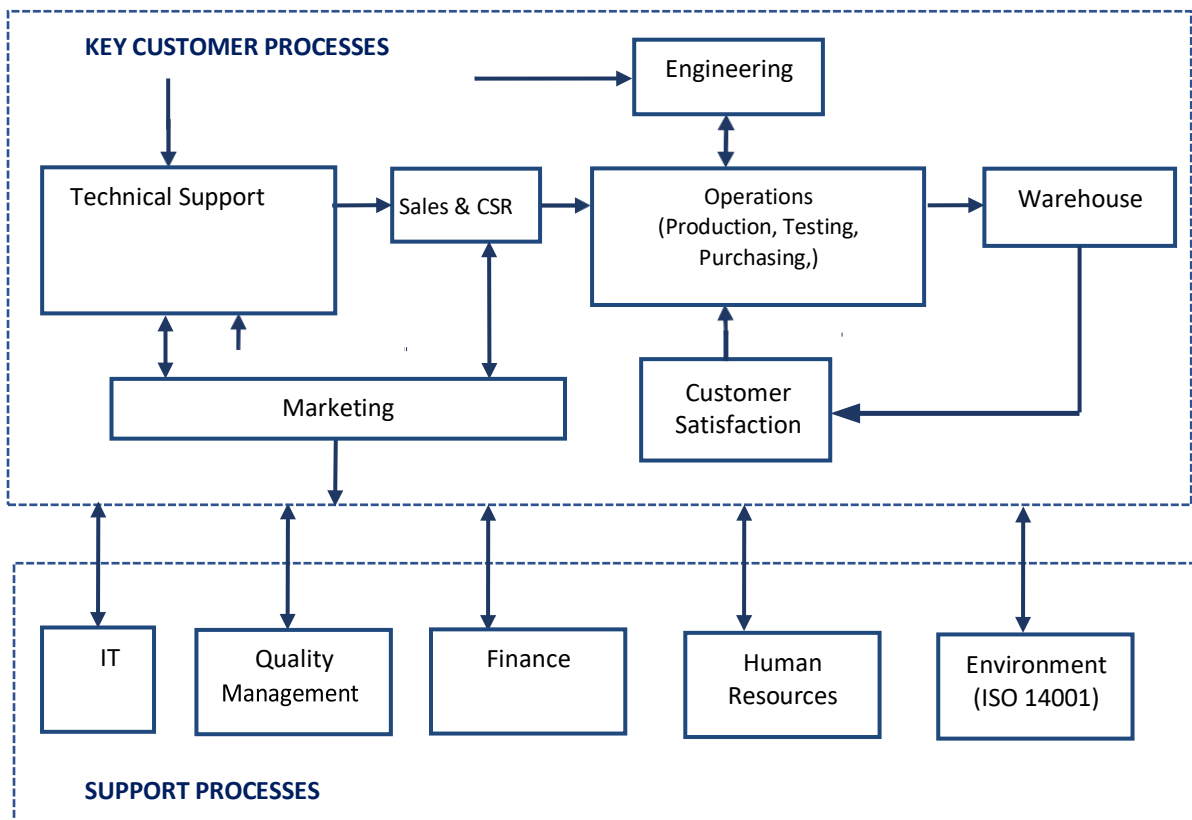 KEY CUSTOMER PROCESSES
Engineering
Technical Support
Sales & CSR
Operations
(Production, Testing,
Purchasing,)
Warehouse
Marketing
Customer
Satisfaction
IT
Quality
Management
Finance
Human
Resources
Environment
(ISO 14001)
SUPPORT PROCESSES